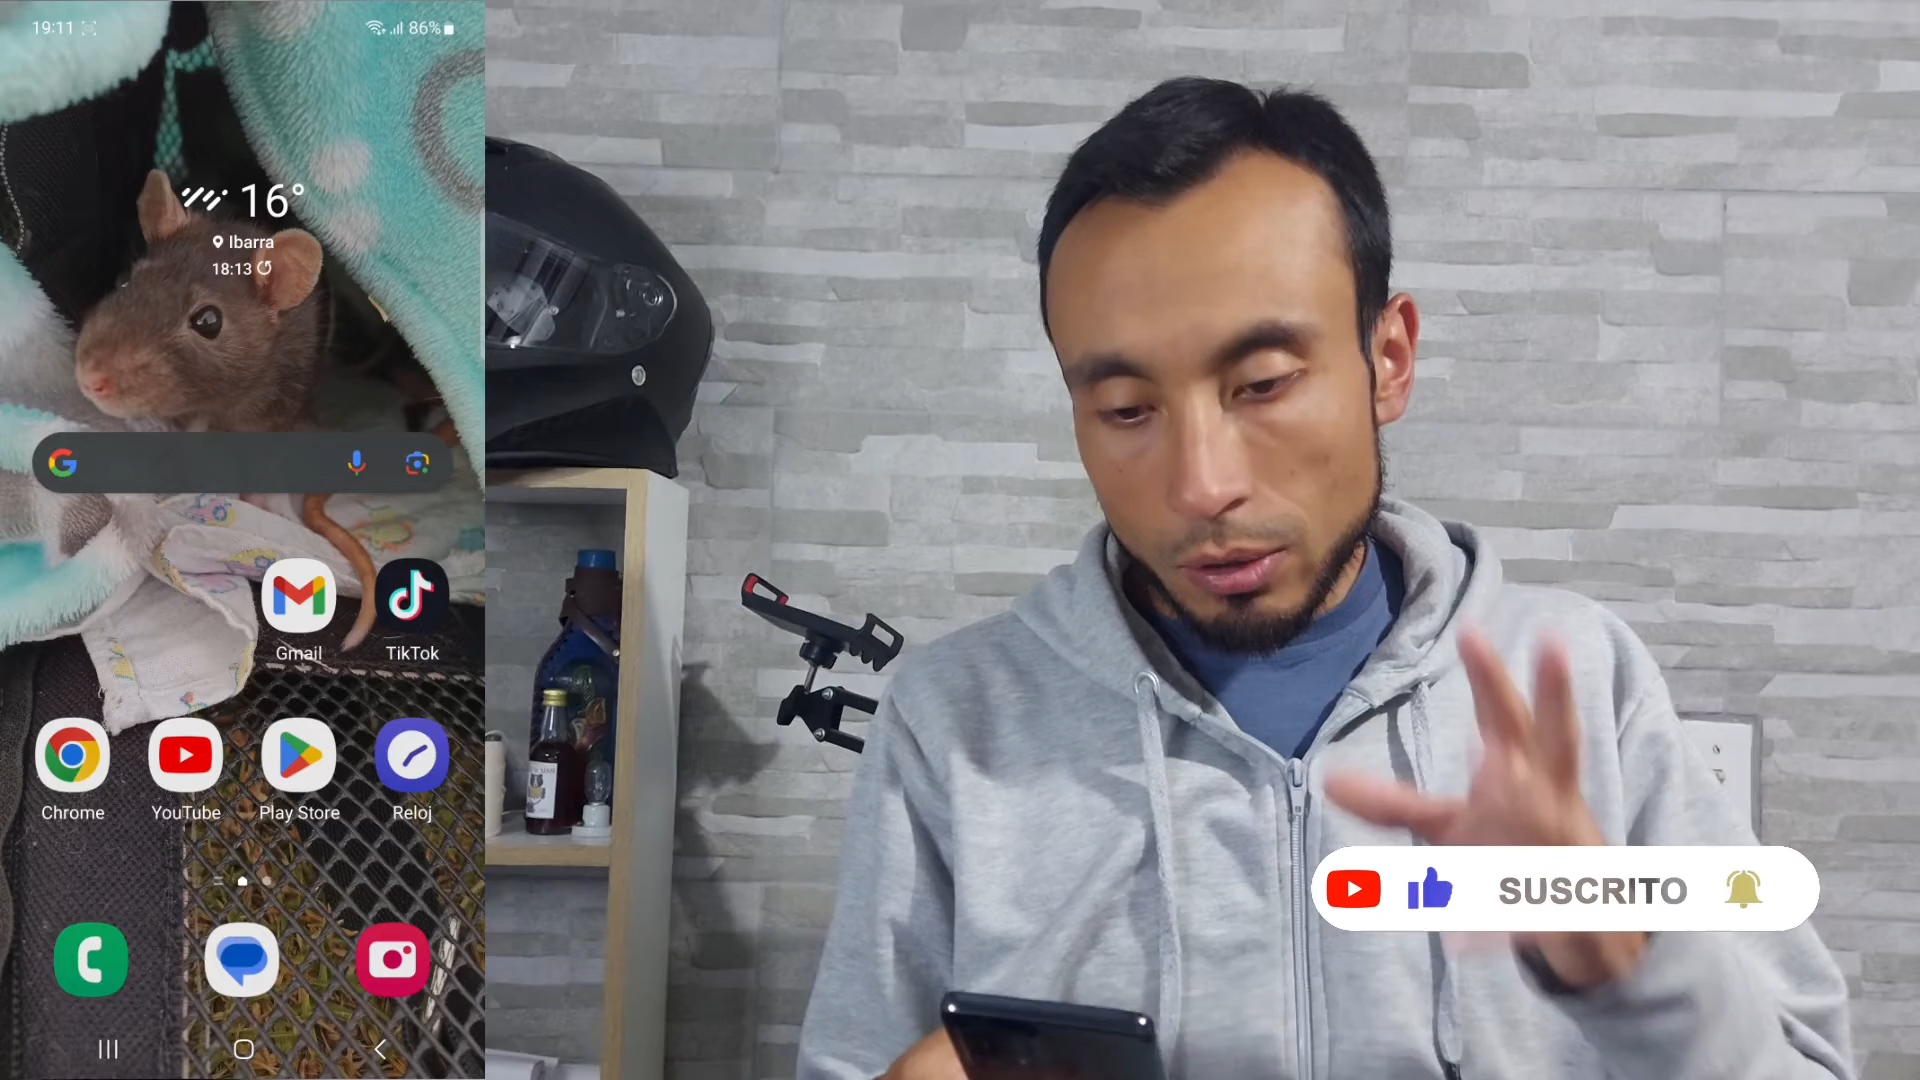 19:11
86%
16°
Ibarra
18:13
Gmail
TikTok
Chrome
YouTube
Play Store
Reloj
SUSCRITO